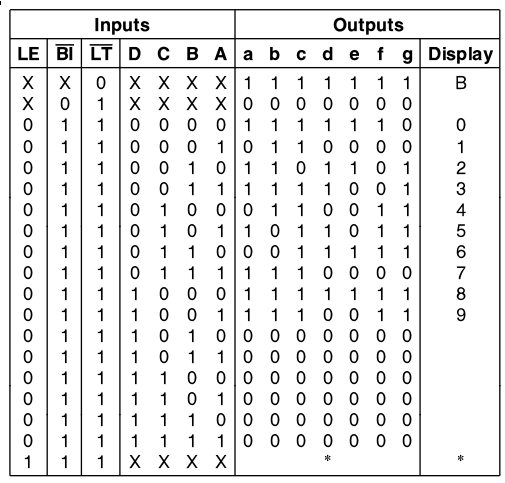 Inputs Outputs
LE B̅I̅ L̅T̅ D C B A a b c d e f g Display
X X 0 X X X X 1 1 1 1 1 1 1 B
X 0 1 X X X X 0 0 0 0 0 0 0
0 1 1 0 0 0 0 1 1 1 1 1 1 0 0
0 1 1 0 0 0 1 0 1 1 0 0 0 0 1
0 1 1 0 0 1 0 1 1 0 1 1 0 1 2
0 1 1 0 0 1 1 1 1 1 1 0 0 1 3
0 1 1 0 1 0 0 0 1 1 0 0 1 1 4
0 1 1 0 1 0 1 1 0 1 1 0 1 1 5
0 1 1 0 1 1 0 0 0 1 1 1 1 1 6
0 1 1 0 1 1 1 1 1 1 0 0 0 0 7
0 1 1 1 0 0 0 1 1 1 1 1 1 1 8
0 1 1 1 0 0 1 1 1 1 0 0 1 1 9
0 1 1 1 0 1 0 0 0 0 0 0 0 0
0 1 1 1 0 1 1 0 0 0 0 0 0 0
0 1 1 1 1 0 0 0 0 0 0 0 0 0
0 1 1 1 1 0 1 0 0 0 0 0 0 0
0 1 1 1 1 1 0 0 0 0 0 0 0 0
0 1 1 1 1 1 1 0 0 0 0 0 0 0
1 1 1 X X X X * *